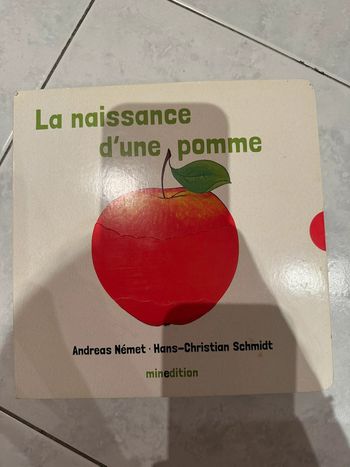 La naissance
d'une pomme
Andreas Német · Hans-Christian Schmidt
minedition